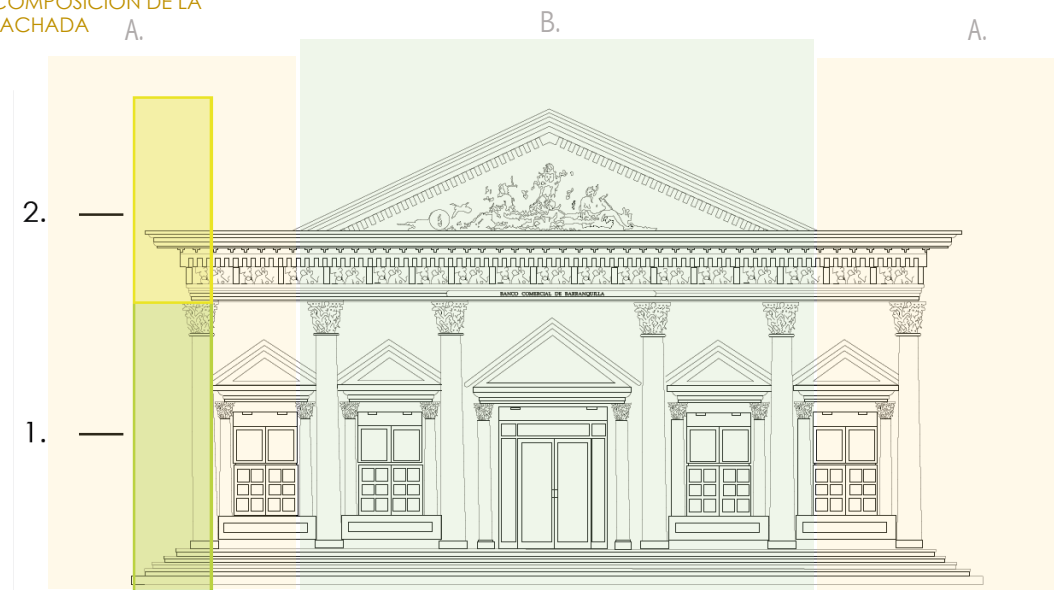 COMPOSICIÓN DE LA
ACHADA
A.
B.
A.
2.
BANCO COMERCIAL DE BARRANQUILLA
1.